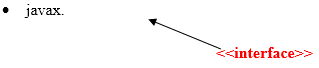 • javax.
<<interface>>